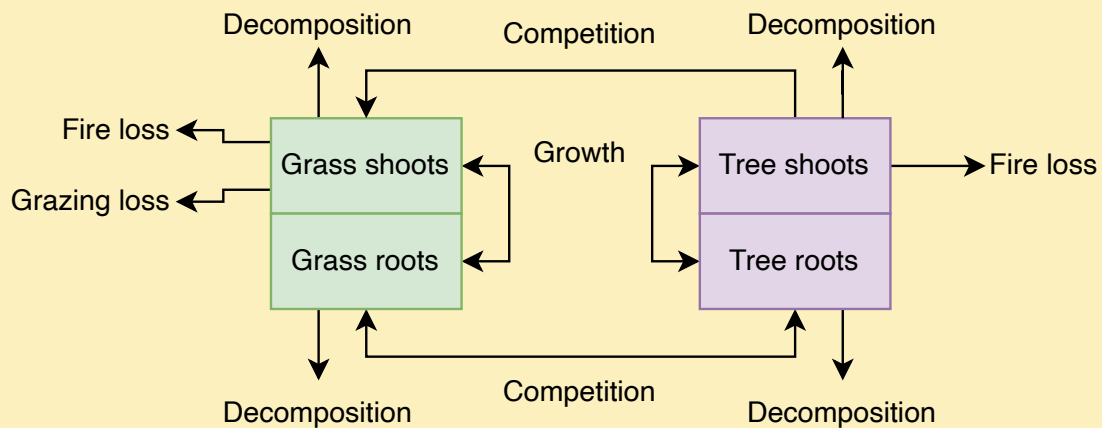 Decomposition
Competition
Decomposition
Fire loss
Grass shoots
Growth
Tree shoots
Fire loss
Grazing loss
Grass roots
Tree roots
Competition
Decomposition
Decomposition